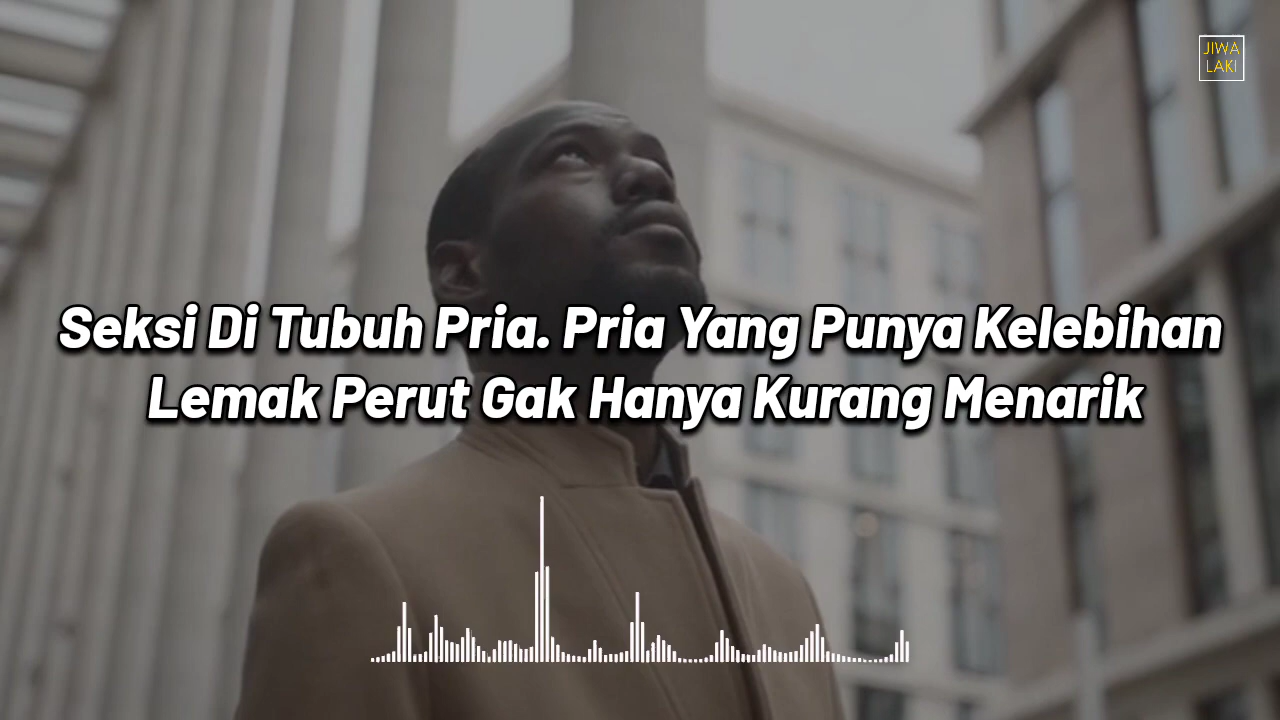 JIWA
LAKI
Seksi Di Tubuh Pria. Pria Yang Punya Kelebihan
Lemak Perut Gak Hanya Kurang Menarik